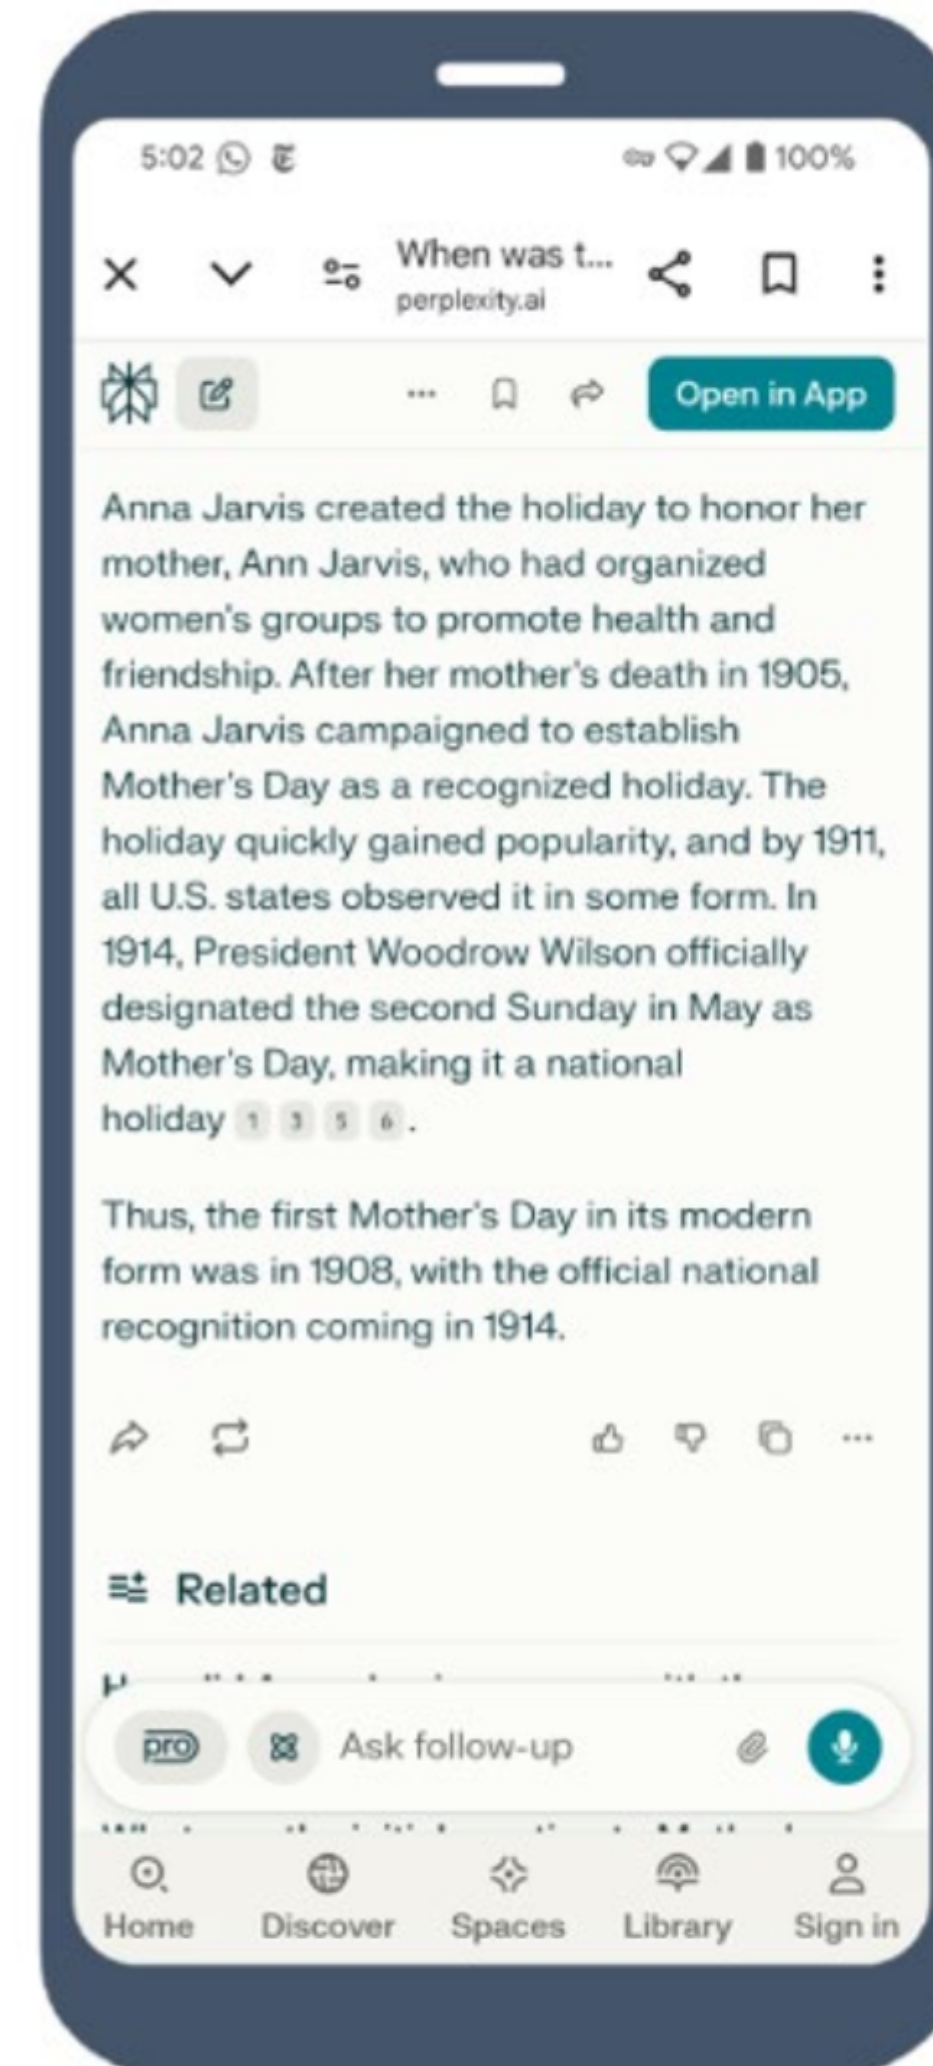 5:02 100%
When was t...
perplexity.ai
Open in App
Anna Jarvis created the holiday to honor her
mother, Ann Jarvis, who had organized
women's groups to promote health and
friendship. After her mother's death in 1905,
Anna Jarvis campaigned to establish
Mother's Day as a recognized holiday. The
holiday quickly gained popularity, and by 1911,
all U.S. states observed it in some form. In
1914, President Woodrow Wilson officially
designated the second Sunday in May as
Mother's Day, making it a national
holiday 1 3 5 6 .
Thus, the first Mother's Day in its modern
form was in 1908, with the official national
recognition coming in 1914.
Related
pro Ask follow-up
Home Discover Spaces Library Sign in